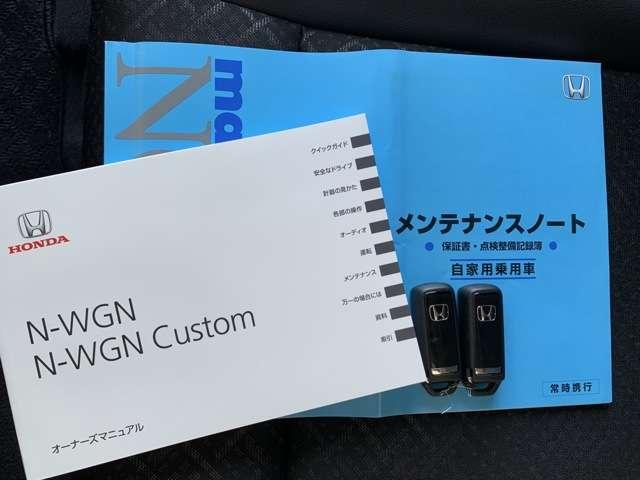 ma
N
HONDA
N-WGN
N-WGN Custom
オーナーズマニュアル
クイックガイド
安全なドライブ
計器の見かた
各部の操作
オーディオ
運転
メンテナンス
万一の場合には
資料
索引
メンテナンスノート
● 保証書・点検整備記録簿 ●
自家用乗用車
常時携行